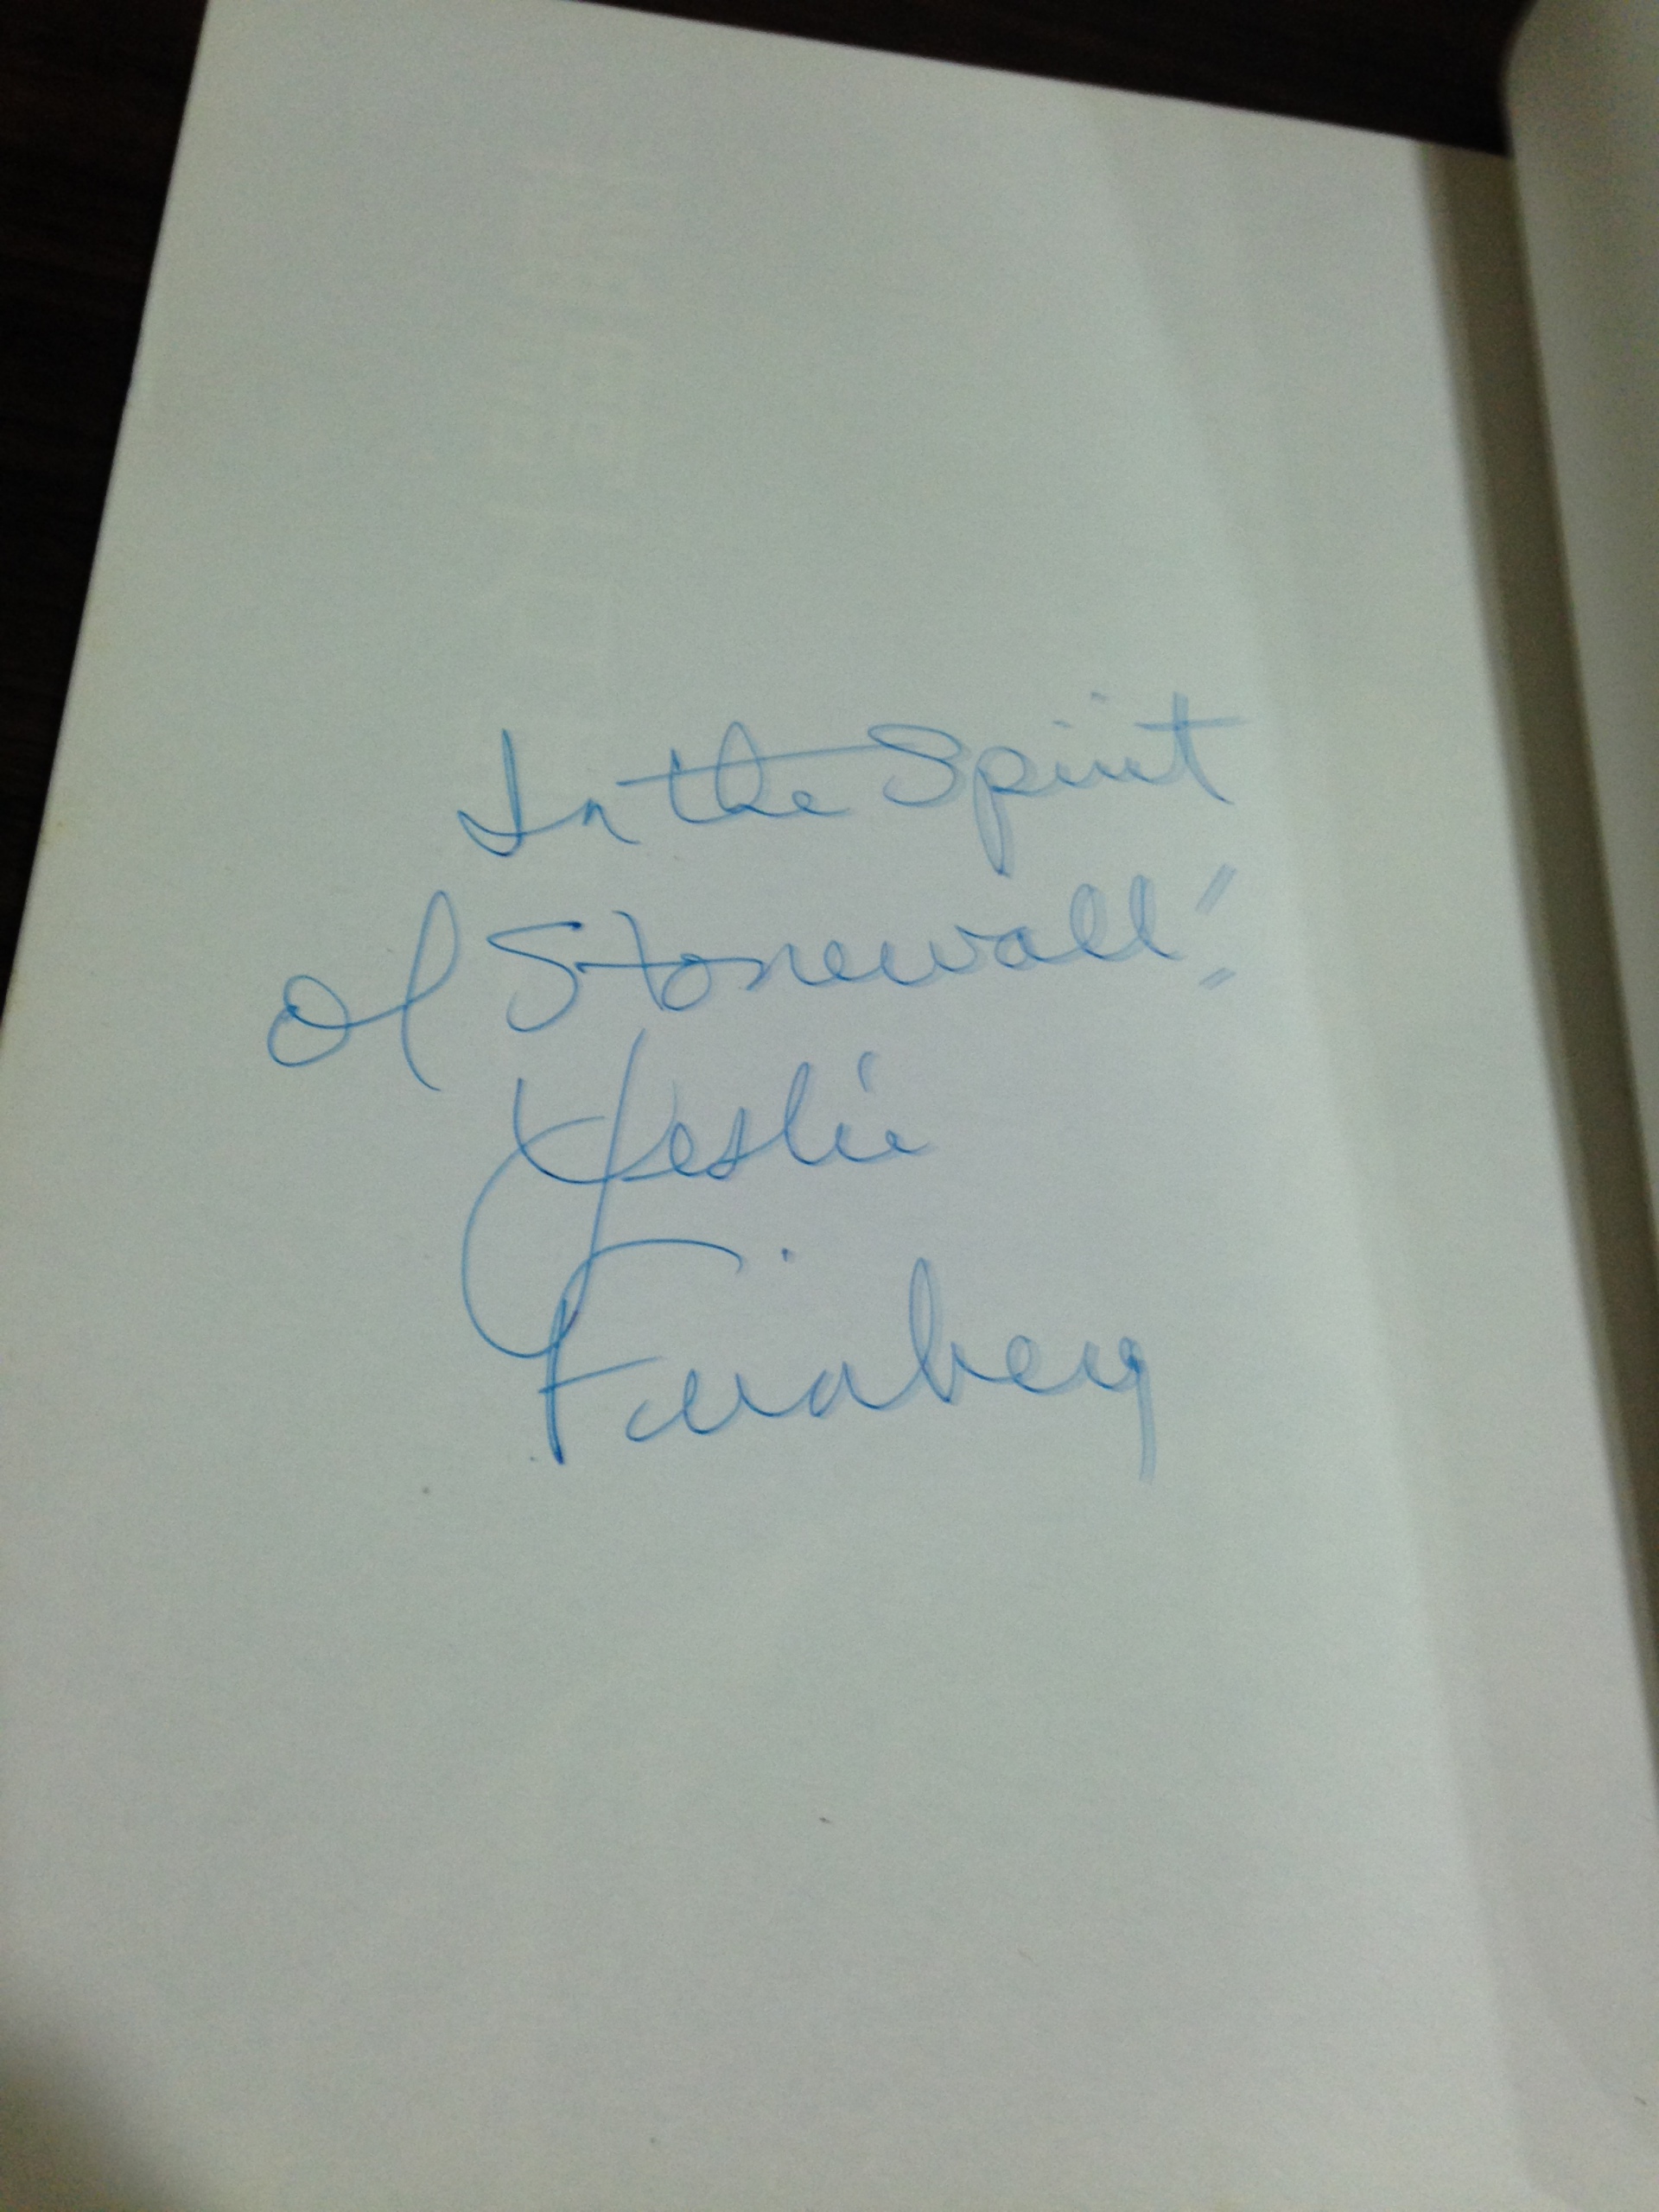 In the Spirit
of Stonewall!
Leslie
Feinberg